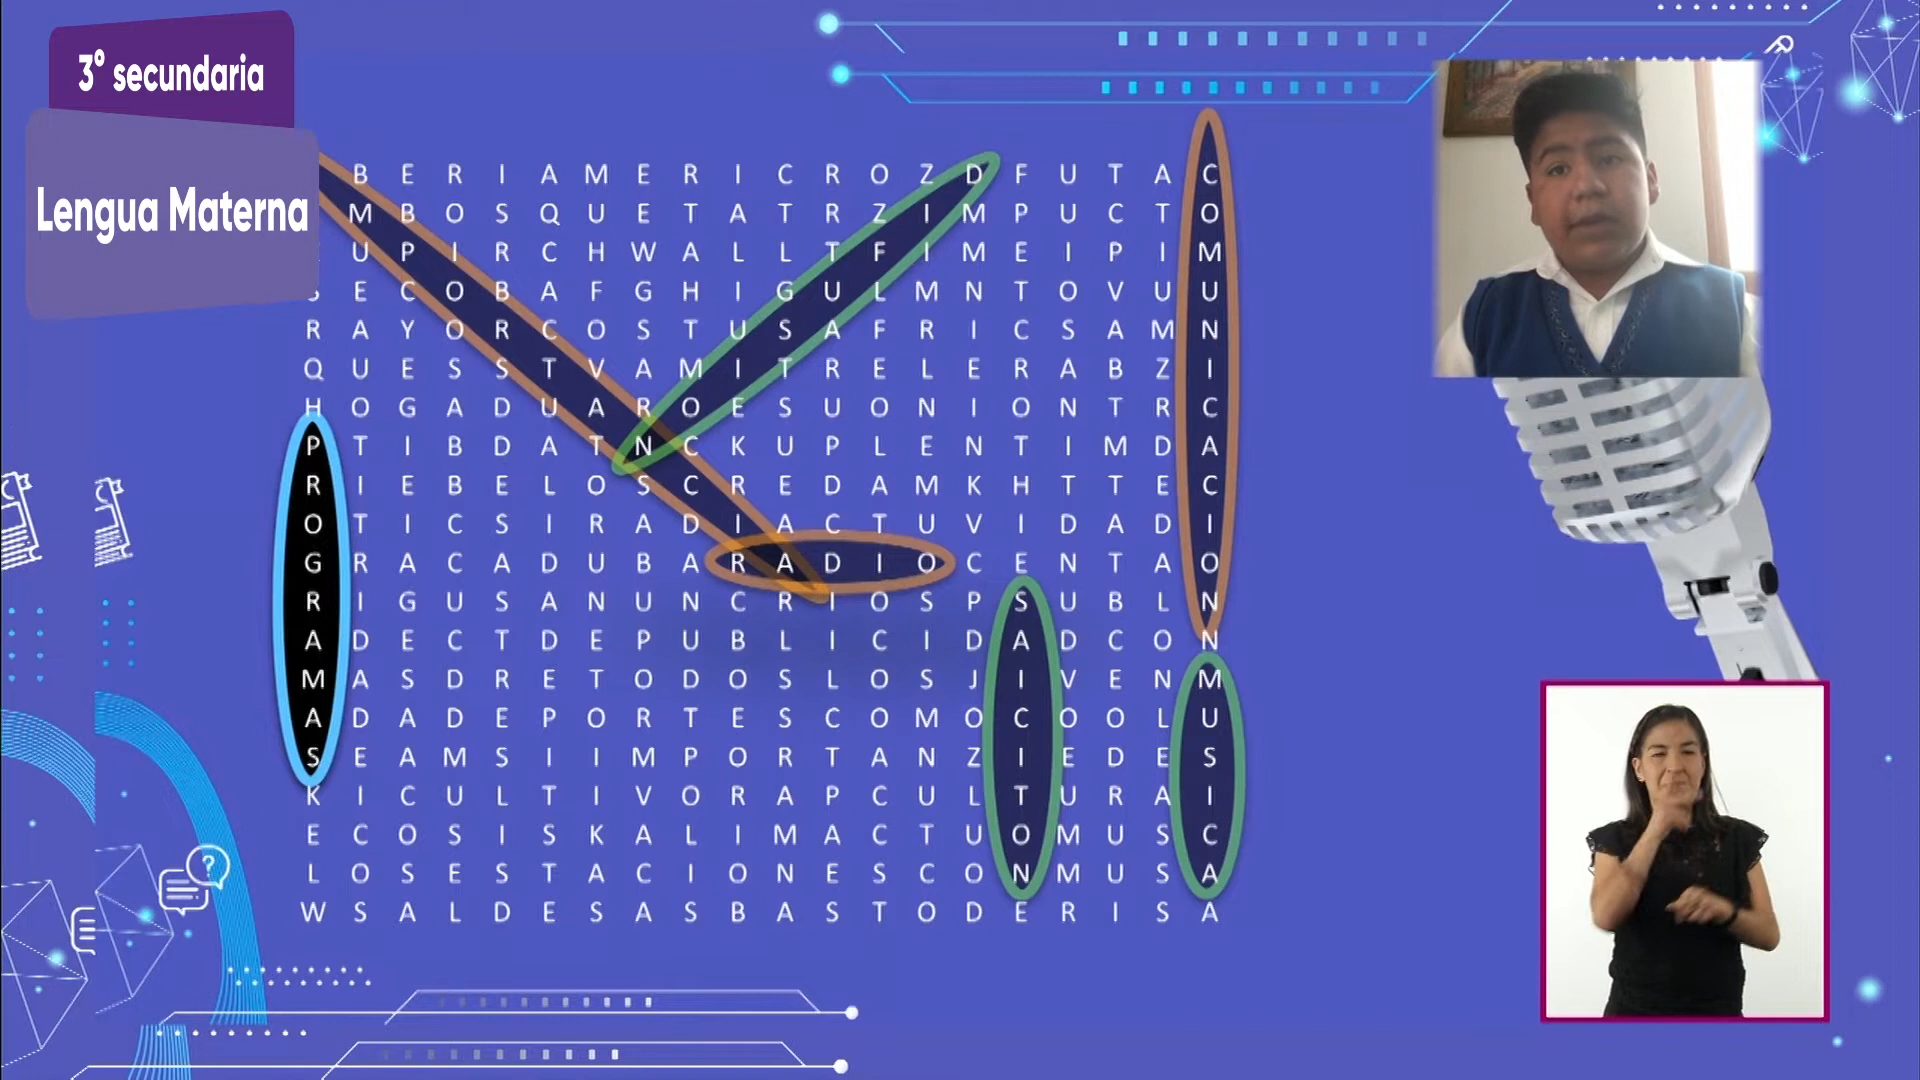 3° secundaria
Lengua Materna
B E R I A M E R I C R O Z D F U T A C
M B O S Q U E T A T R Z I M P U C T O
U P I R C H W A L L T F I M E I P I M
E C O B A F G H I G U L M N T O V U U
R A Y O R C O S T U S A F R I C S A M N
Q U E S S T V A M I T R E L E R A B Z I
H O G A D U A R O E S U O N I O N T R C
P T I B D A T N C K U P L E N T I M D A
R I E B E L O S C R E D A M K H T T E C
O T I C S I R A D I A C T U V I D A D I
G R A C A D U B A R A D I O C E N T A O
R I G U S A N U N C R I O S P S U B L N
A D E C T D E P U B L I C I D A D C O N
M A S D R E T O D O S L O S J I V E N M
A D A D E P O R T E S C O M O C O O L U
S E A M S I I M P O R T A N Z I E D E S
K I C U L T I V O R A P C U L T U R A I
E C O S I S K A L I M A C T U O M U S C
L O S E S T A C I O N E S C O N M U S A
W S A L D E S A S B A S T O D E R I S A